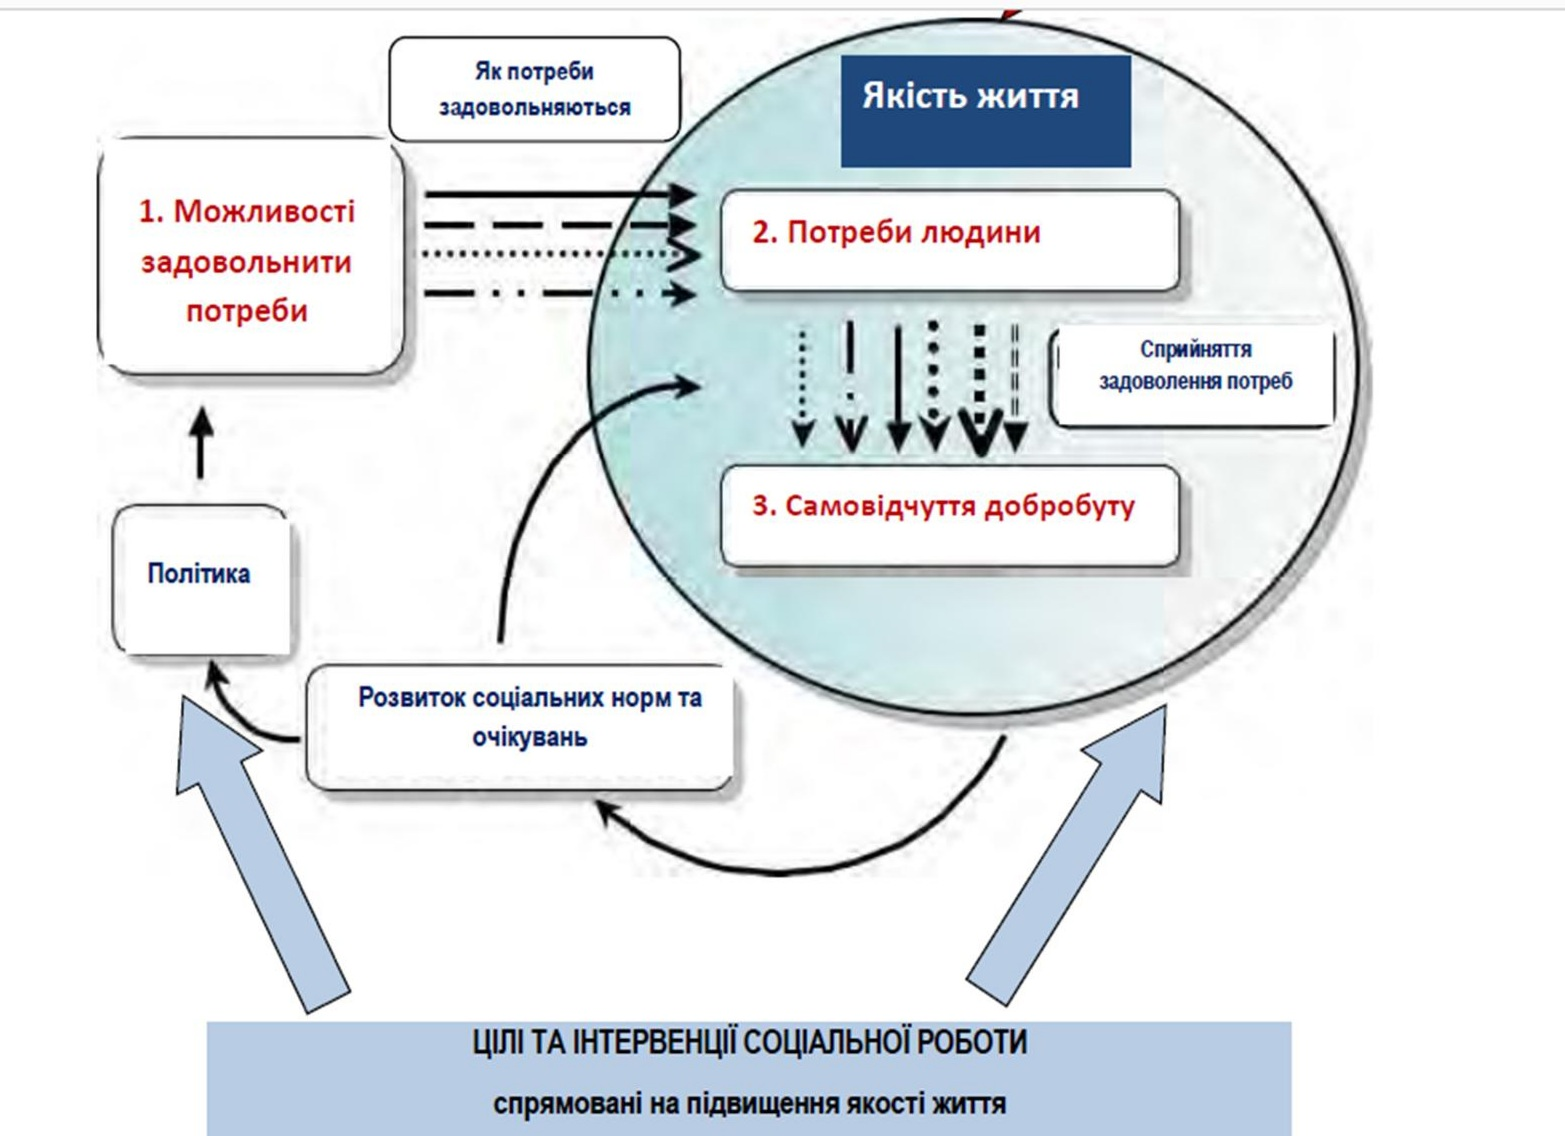 Як потреби
задовольняються
Якість життя
1. Можливості
задовольнити
потреби
2. Потреби людини
Сприйняття
задоволення потреб
3. Самовідчуття добробуту
Політика
Розвиток соціальних норм та
очікувань
ЦІЛІ ТА ІНТЕРВЕНЦІЇ СОЦІАЛЬНОЇ РОБОТИ
спрямовані на підвищення якості життя